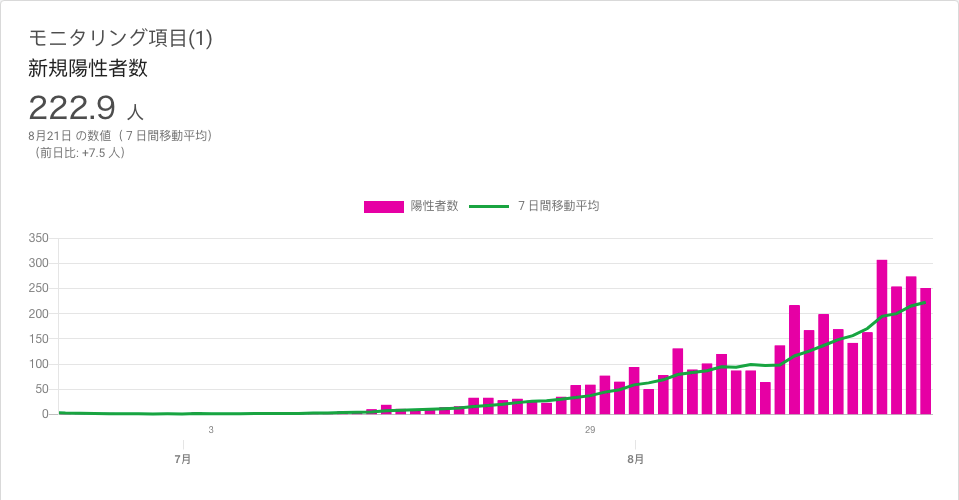 モニタリング項目(1)
新規陽性者数
222.9 人
8月21日 の数値（７日間移動平均）
（前日比: +7.5 人）
陽性者数 ７日間移動平均
350
300
250
200
150
100
50
0
3 29
7月 8月